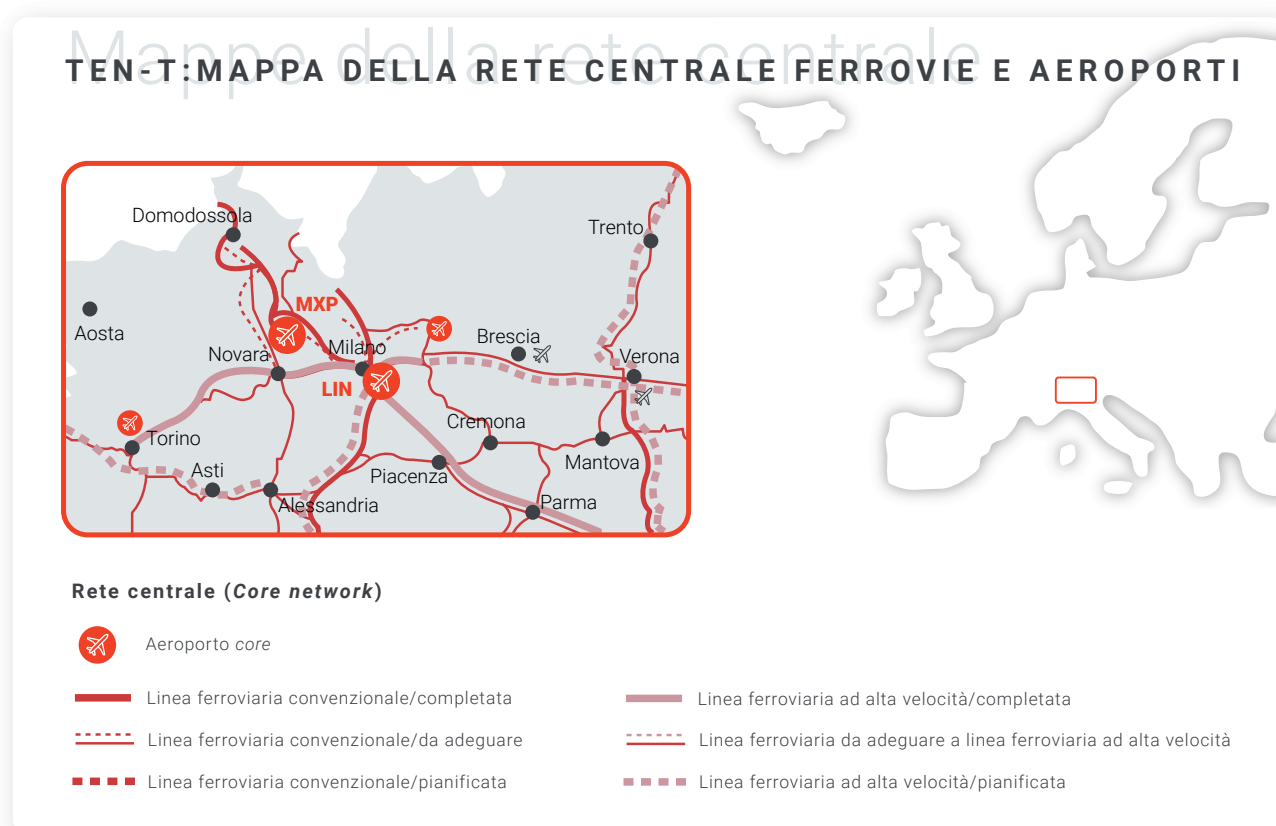 Mappe della rete centrale
TEN-T:MAPPA DELLA RETE CENTRALE FERROVIE E AEROPORTI
Domodossola
Trento
MXP
Aosta
Brescia
Novara
Milano
Verona
LIN
Cremona
Torino
Mantova
Asti
Piacenza
Alessandria
Parma
Rete centrale (Core network)
Aeroporto core
Linea ferroviaria convenzionale/completata
Linea ferroviaria ad alta velocità/completata
Linea ferroviaria convenzionale/da adeguare
Linea ferroviaria da adeguare a linea ferroviaria ad alta velocità
Linea ferroviaria convenzionale/pianificata
Linea ferroviaria ad alta velocità/pianificata